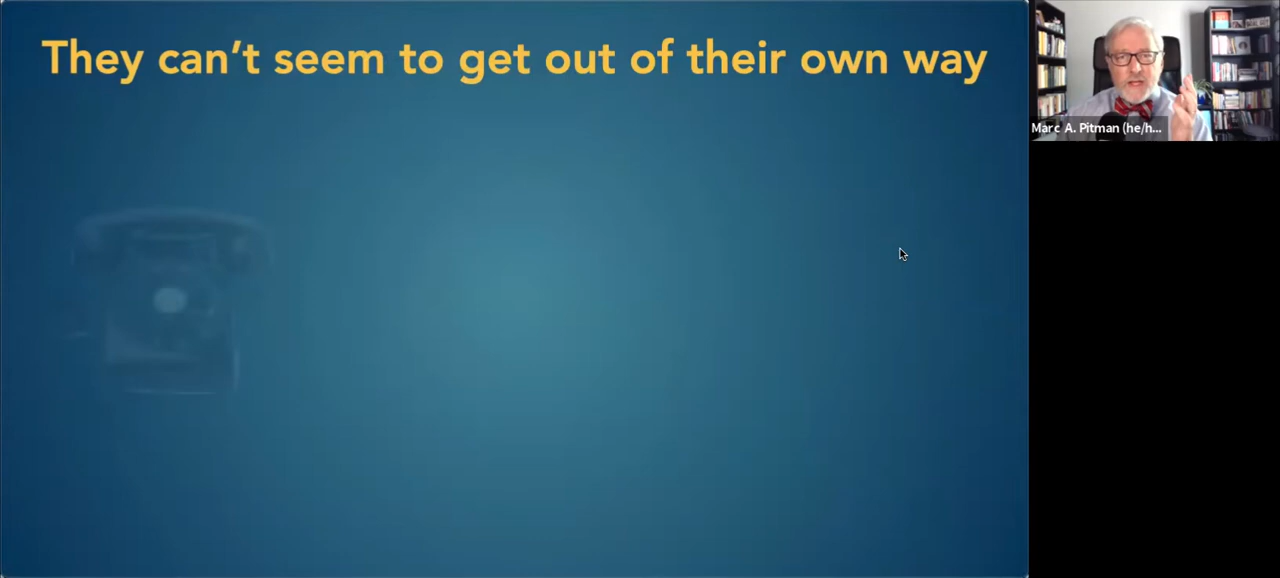 They can’t seem to get out of their own way
Marc A. Pitman (he/h...